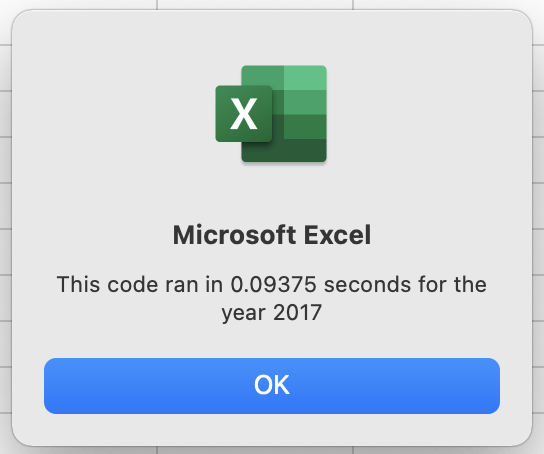 X
Microsoft Excel
This code ran in 0.09375 seconds for the
year 2017
OK